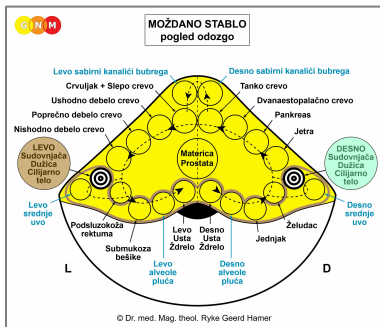 G N M
MOŽDANO STABLO
pogled odozgo
Levo sabirni kanalići bubrega
Desno sabirni kanalići bubrega
Crvuljak + Slepo crevo
Tanko crevo
Ushodno debelo crevo
Dvanaestopalačno crevo
Poprečno debelo crevo
Pankreas
Nishodno debelo crevo
Jetra
LEVO
Sudovnjača
Dužica
Cilijarno
telo
Materica
Prostata
DESNO
Sudovnjača
Dužica
Cilijarno
telo
Levo
srednje
uvo
Desno
srednje
uvo
Podsluzokoža
rektuma
Levo
Usta
Ždrelo
Desno
Usta
Ždrelo
Želudac
Submukoza
bešike
Jednjak
Levo
alveole
pluća
Desno
alveole
pluća
L
D
© Dr. med. Mag. theol. Ryke Geerd Hamer